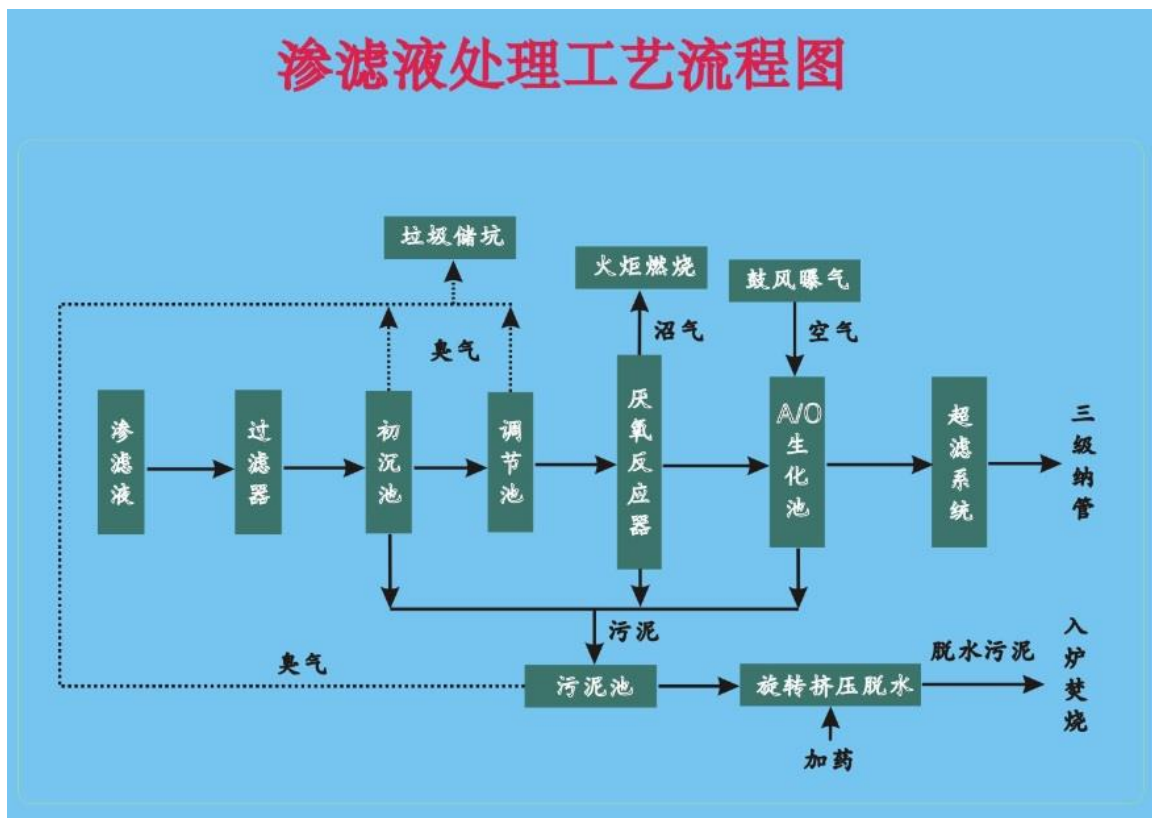 渗滤液处理工艺流程图
垃圾储坑
火炬燃烧
鼓风曝气
臭气
沼气
空气
渗滤液
过滤器
初沉池
调节池
厌氧反应器
A/O生化池
超滤系统
三级纳管
污泥
臭气
污泥池
旋转挤压脱水
脱水污泥
入炉焚烧
加药